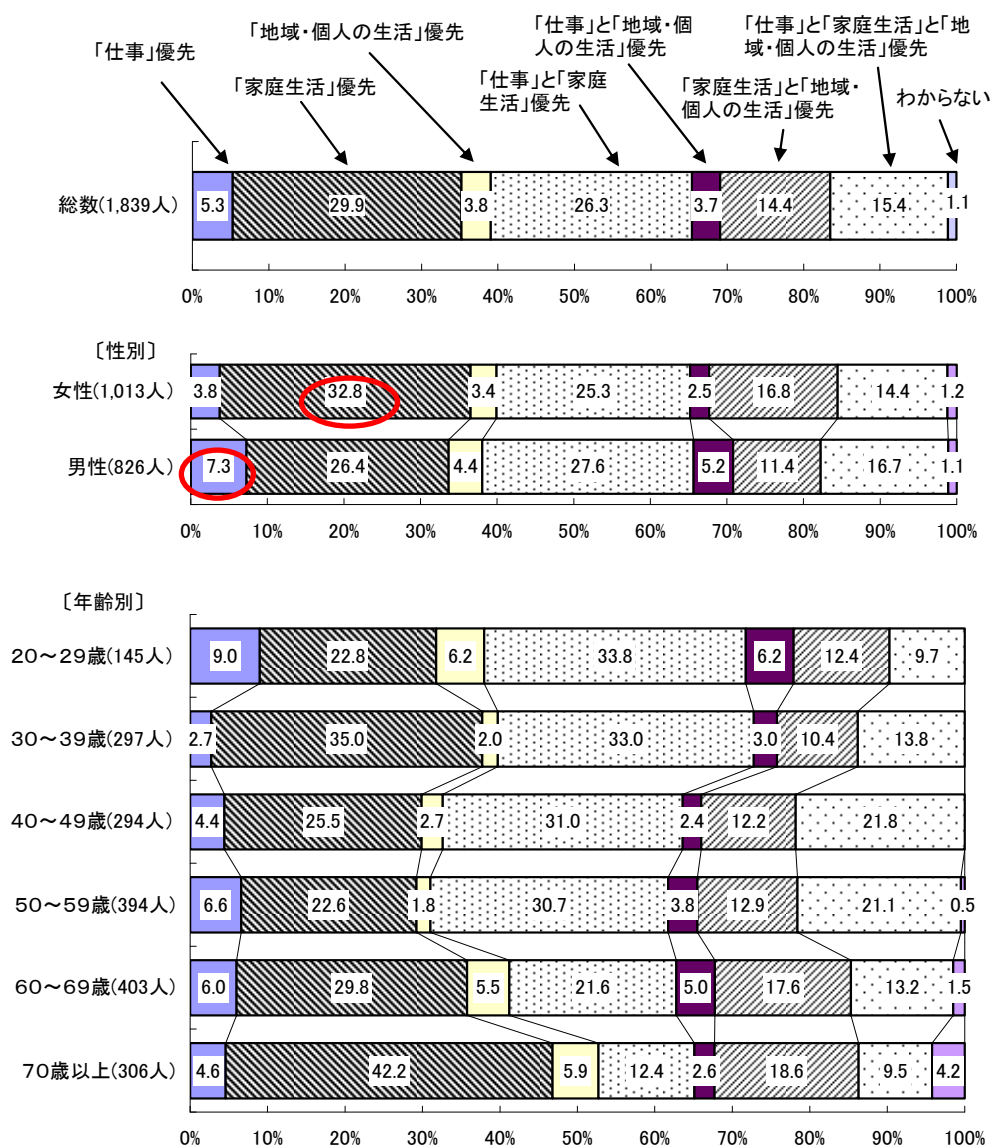 「仕事」優先
「家庭生活」優先
「地域・個人の生活」優先
「仕事」と「家庭
生活」優先
「仕事」と「地域・個
人の生活」優先
「家庭生活」と「地域・
個人の生活」優先
「仕事」と「家庭生活」と「地
域・個人の生活」優先
わからない
総数(1,839人) 5.3 29.9 3.8 26.3 3.7 14.4 15.4 1.1
0% 10% 20% 30% 40% 50% 60% 70% 80% 90% 100%
〔性別〕
女性(1,013人) 3.8 32.8 3.4 25.3 2.5 16.8 14.4 1.2
男性(826人) 7.3 26.4 4.4 27.6 5.2 11.4 16.7 1.1
0% 10% 20% 30% 40% 50% 60% 70% 80% 90% 100%
〔年齢別〕
20～29歳(145人) 9.0 22.8 6.2 33.8 6.2 12.4 9.7
30～39歳(297人) 2.7 35.0 2.0 33.0 3.0 10.4 13.8
40～49歳(294人) 4.4 25.5 2.7 31.0 2.4 12.2 21.8
50～59歳(394人) 6.6 22.6 1.8 30.7 3.8 12.9 21.1 0.5
60～69歳(403人) 6.0 29.8 5.5 21.6 5.0 17.6 13.2 1.5
70歳以上(306人) 4.6 42.2 5.9 12.4 2.6 18.6 9.5 4.2
0% 10% 20% 30% 40% 50% 60% 70% 80% 90% 100%